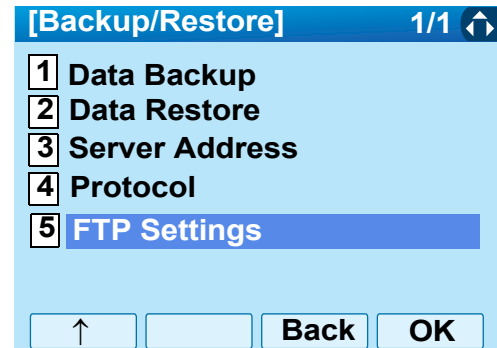 [Backup/Restore] 1/1
1 Data Backup
2 Data Restore
3 Server Address
4 Protocol
5 FTP Settings
↑ Back OK